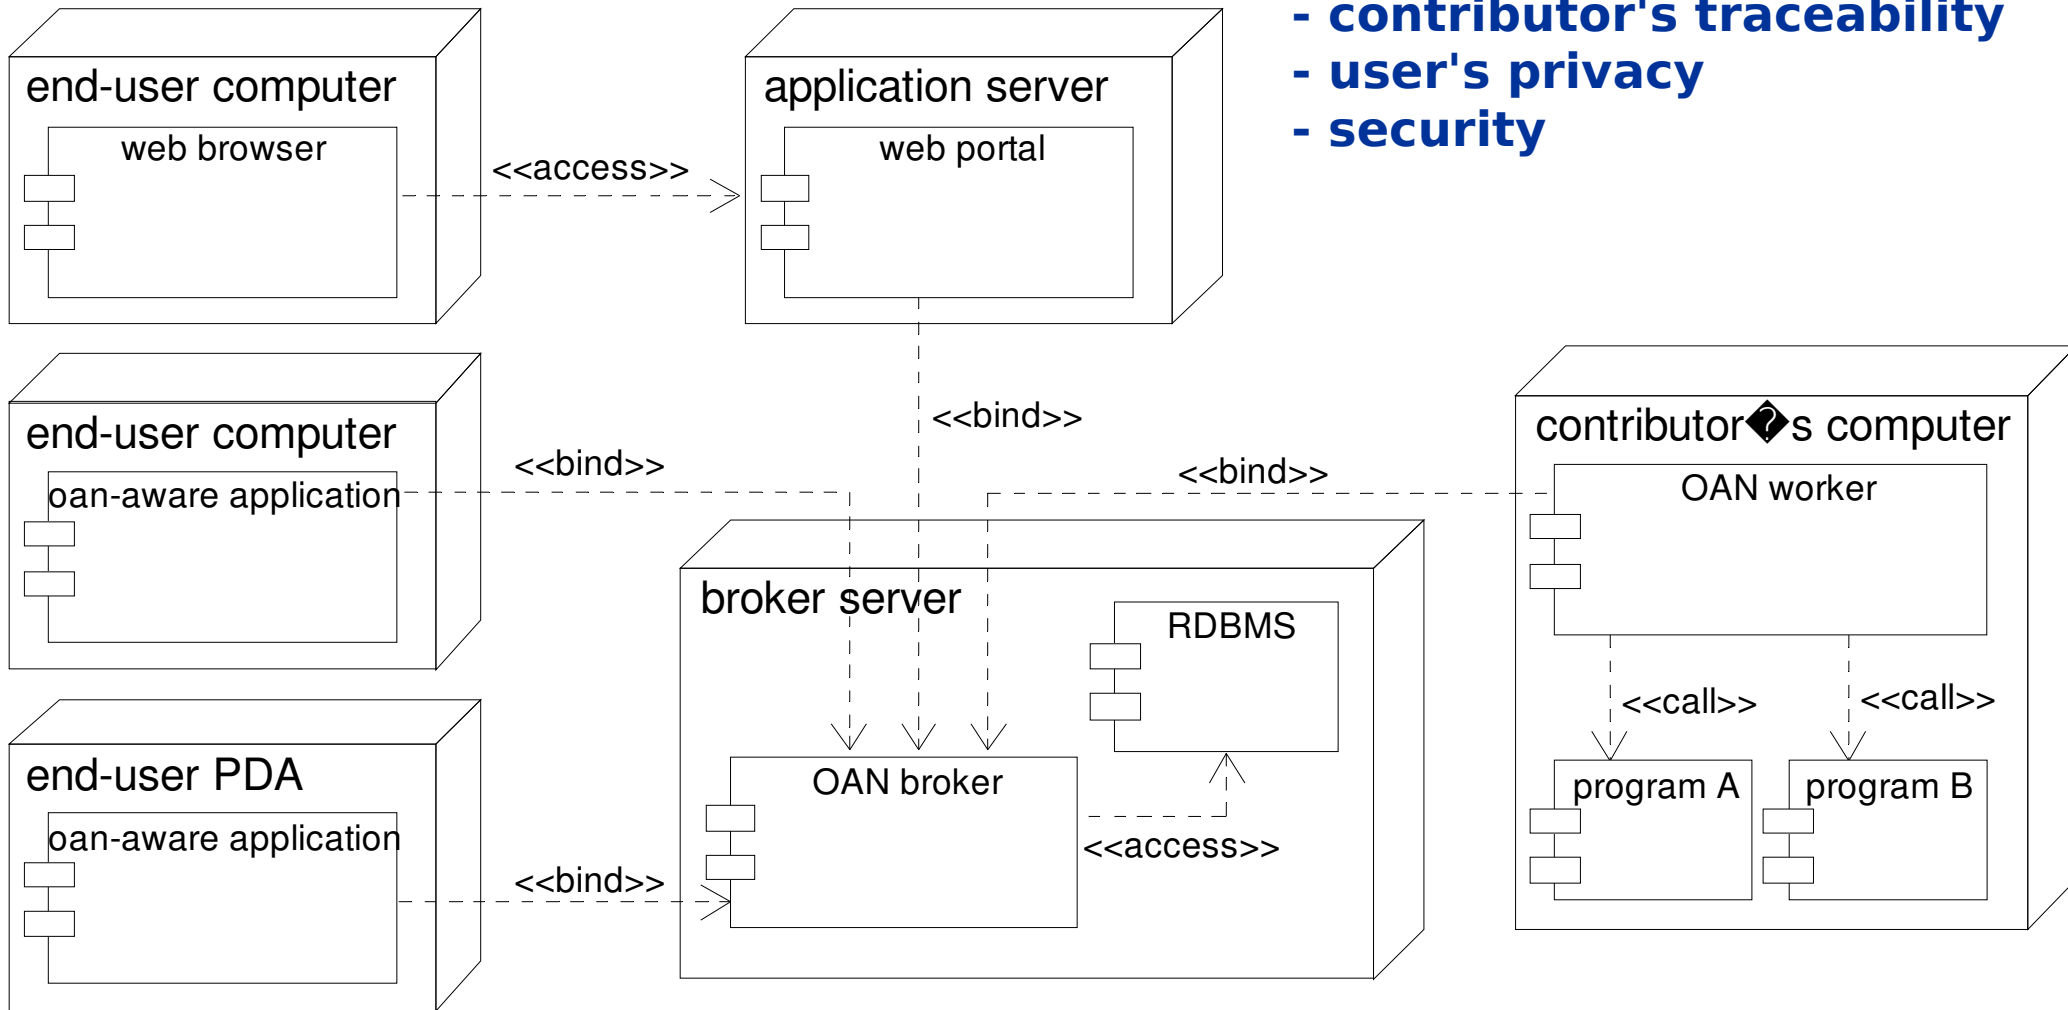 - contributor's traceability
- user's privacy
- security
end-user computer
web browser
<<access>>
application server
web portal
<<bind>>
end-user computer
oan-aware application
<<bind>>
<<bind>>
contributor�s computer
OAN worker
<<call>>
<<call>>
program A
program B
broker server
RDBMS
OAN broker
<<access>>
end-user PDA
oan-aware application
<<bind>>